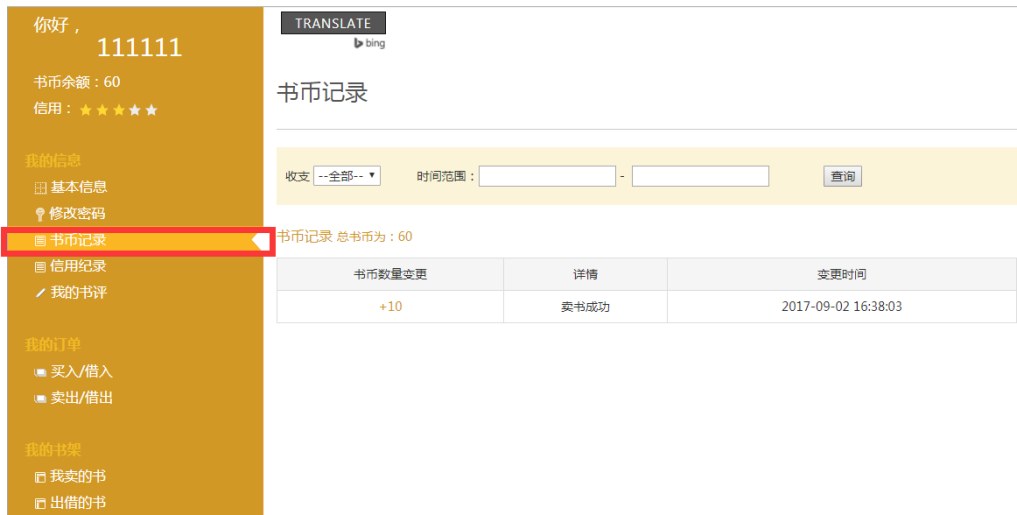 你好，
111111
书币余额：60
信用：
我的信息
基本信息
修改密码
书币记录
信用纪录
我的书评
我的订单
买入/借入
卖出/借出
我的书架
我卖的书
出借的书
TRANSLATE
bing
书币记录
收支 --全部-- 时间范围： - 查询
书币记录 总书币为：60
书币数量变更 详情 变更时间
+10 卖书成功 2017-09-02 16:38:03